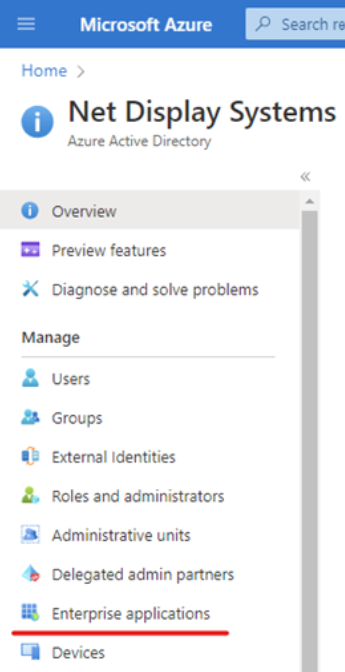 Microsoft Azure
Search re
Home >
Net Display Systems
Azure Active Directory
«
Overview
Preview features
Diagnose and solve problems
Manage
Users
Groups
External Identities
Roles and administrators
Administrative units
Delegated admin partners
Enterprise applications
Devices